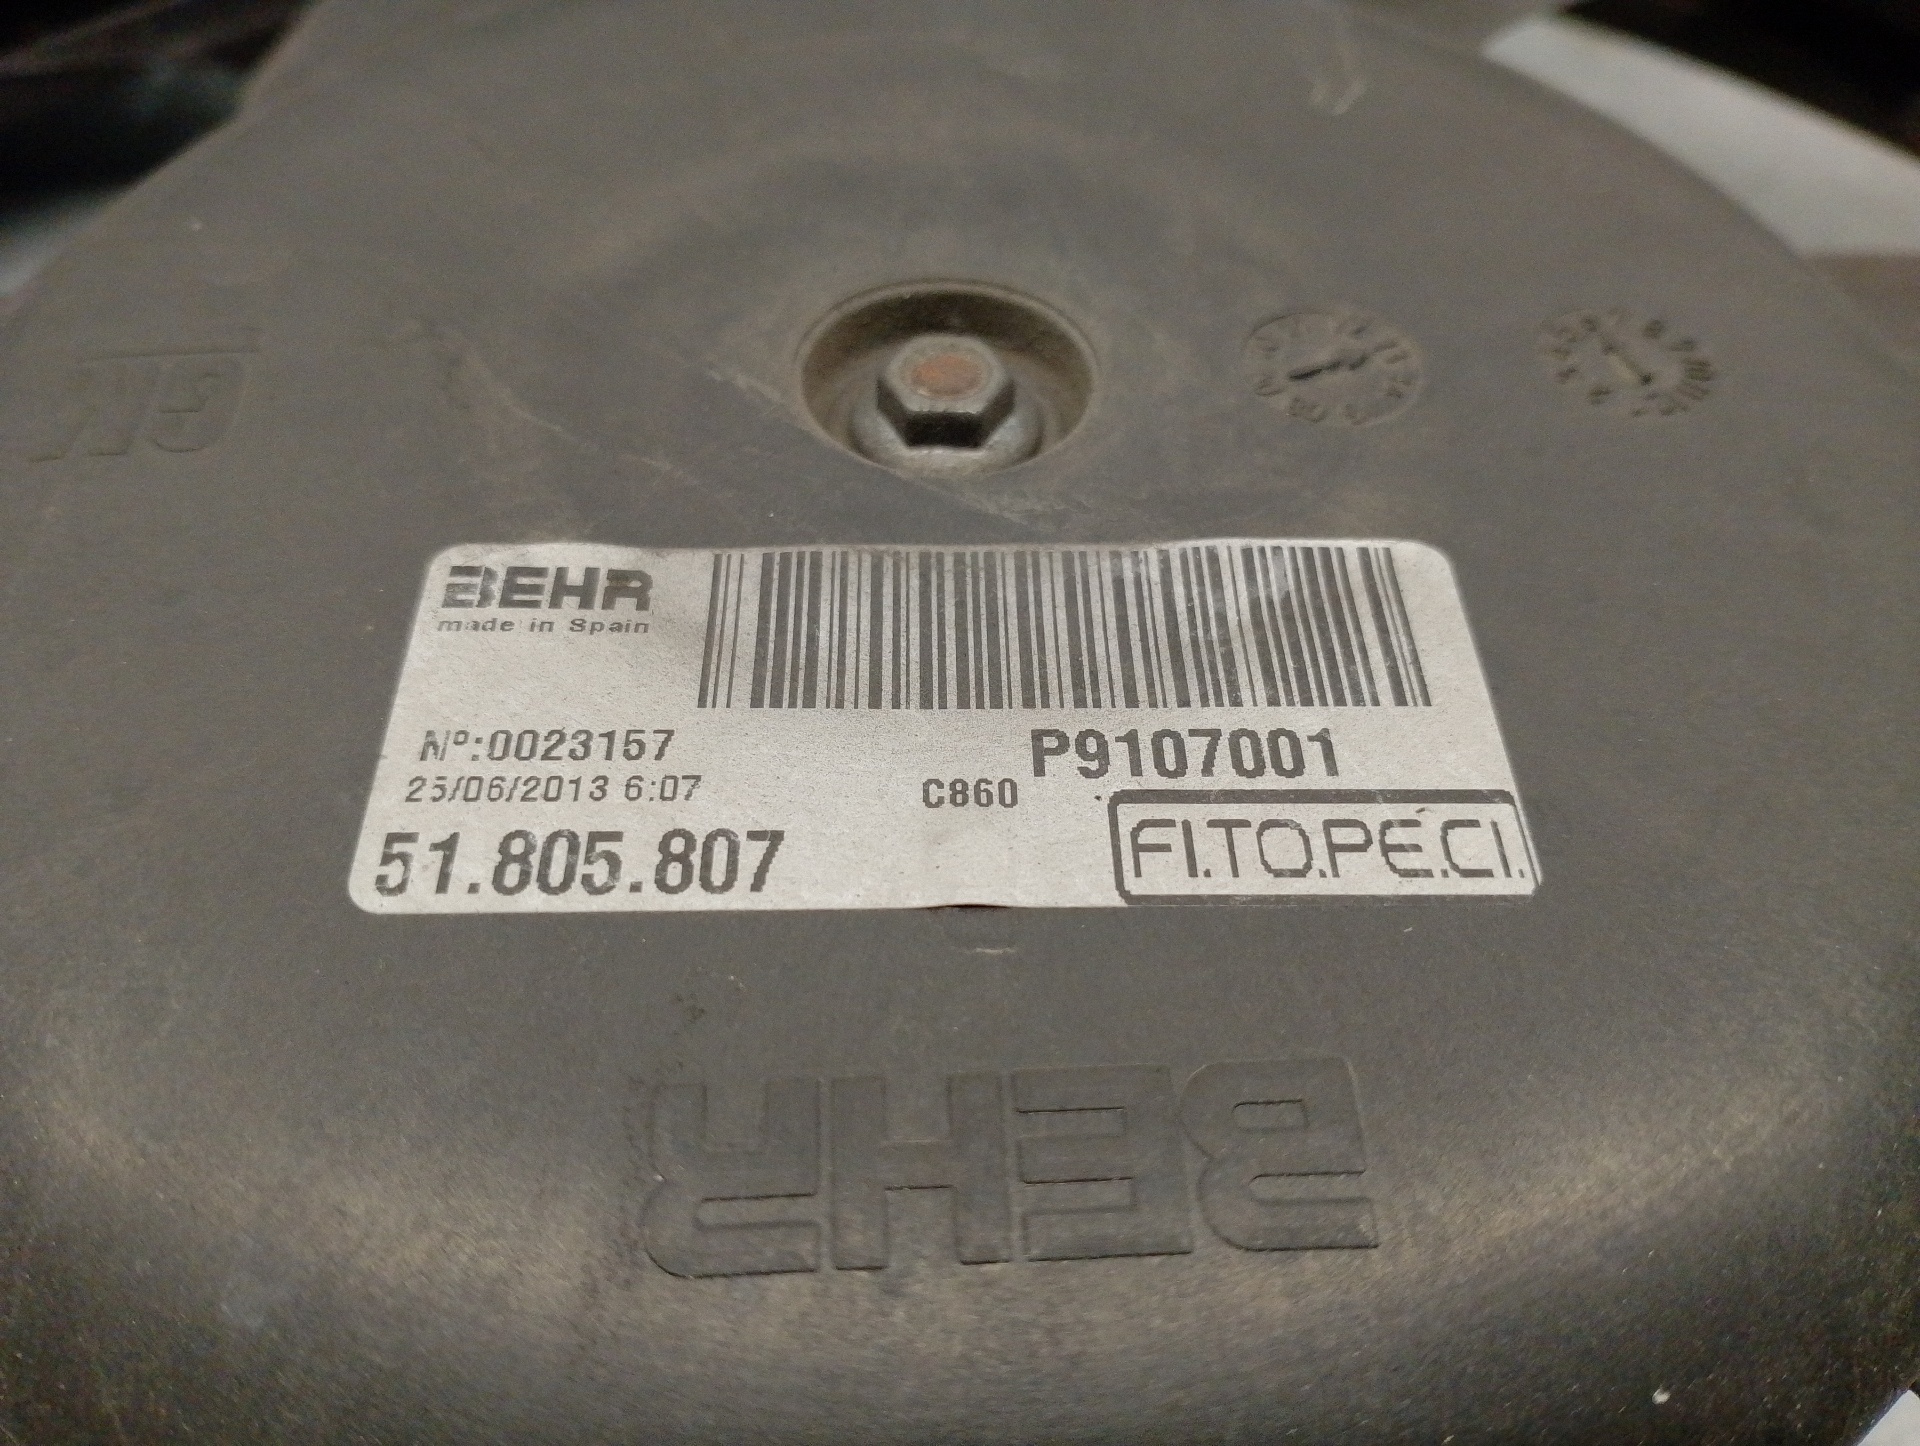 BEHR
made in Spain
Nº:0023157
25/06/2013 6:07
C860
P9107001
51.805.807
FI.TO.PE.CI.
BEHR